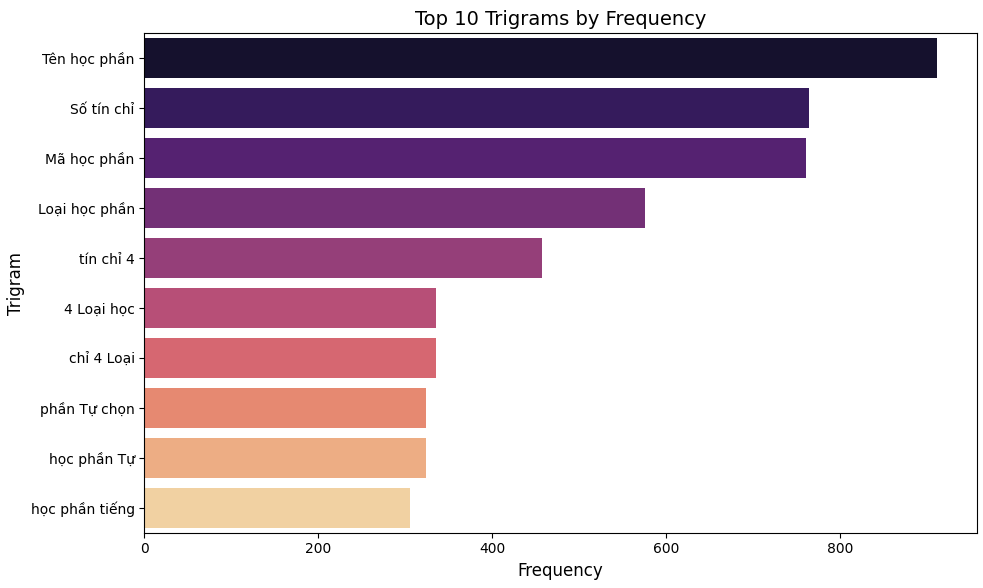 Top 10 Trigrams by Frequency
Trigram
Tên học phần
Số tín chỉ
Mã học phần
Loại học phần
tín chỉ 4
4 Loại học
chỉ 4 Loại
phần Tự chọn
học phần Tự
học phần tiếng
0 200 400 600 800
Frequency